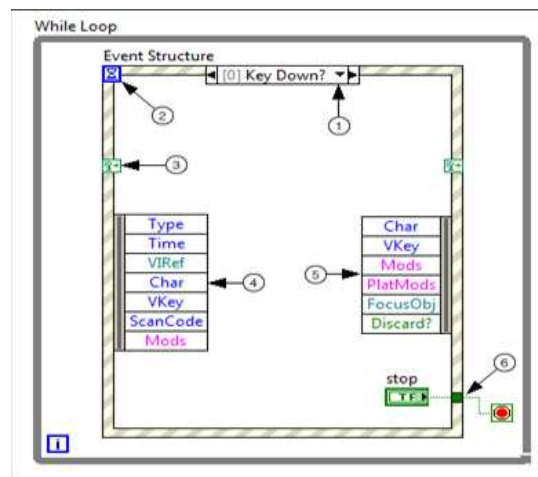 While Loop
Event Structure
[0] Key Down?
1
2
3
Type
Time
VIRef
Char
VKey
ScanCode
Mods
4
5
Char
VKey
Mods
PlatMods
FocusObj
Discard?
stop
TF
6
i